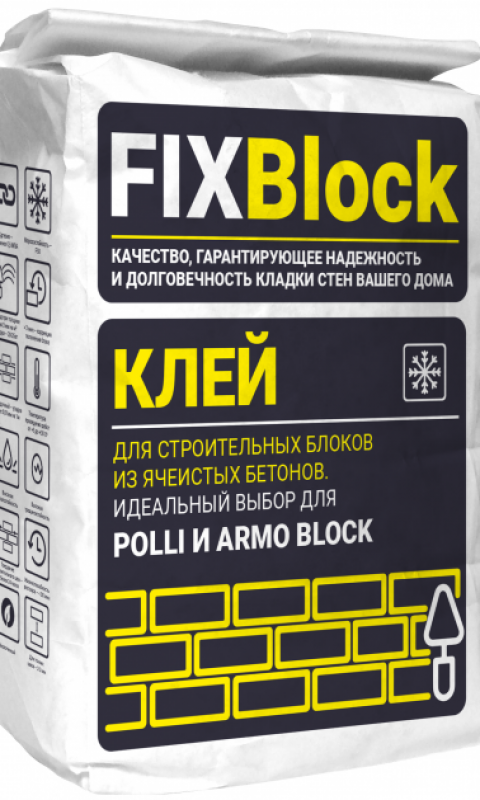 FIXBlock
КАЧЕСТВО, ГАРАНТИРУЮЩЕЕ НАДЕЖНОСТЬ
И ДОЛГОВЕЧНОСТЬ КЛАДКИ СТЕН ВАШЕГО ДОМА
КЛЕЙ
ДЛЯ СТРОИТЕЛЬНЫХ БЛОКОВ
ИЗ ЯЧЕИСТЫХ БЕТОНОВ.
ИДЕАЛЬНЫЙ ВЫБОР ДЛЯ
POLLI И ARMO BLOCK